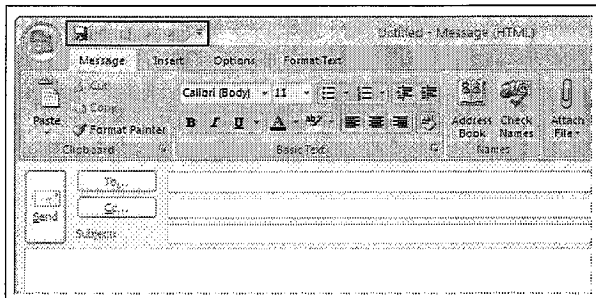 Untitled - Message (HTML)
Message Insert Options Format Text
Cut
Copy
Paste
Format Painter
Clipboard
Calibri (Body) 11
B I U A ab
Basic Text
Address Book
Check Names
Names
Attach File
Send
To...
Cc...
Subject: